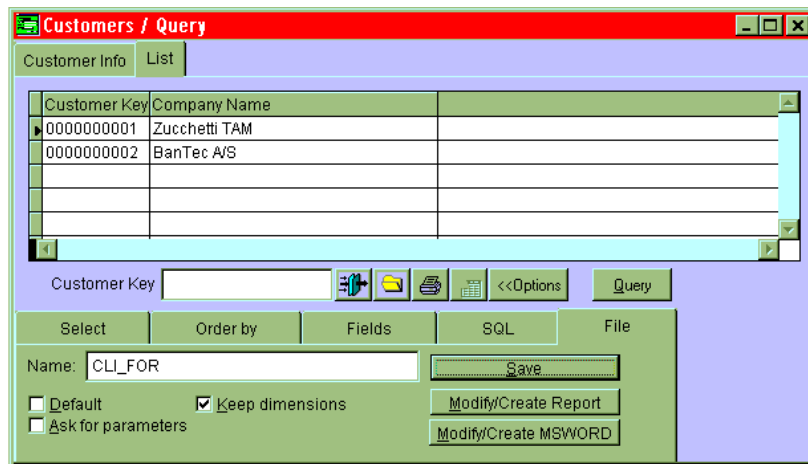 Customers / Query
Customer Info List
Customer Key Company Name
0000000001 Zucchetti TAM
0000000002 BanTec A/S
Customer Key <<Options Query
Select Order by Fields SQL File
Name: CLI_FOR Save
Default Keep dimensions Modify/Create Report
Ask for parameters Modify/Create MSWORD